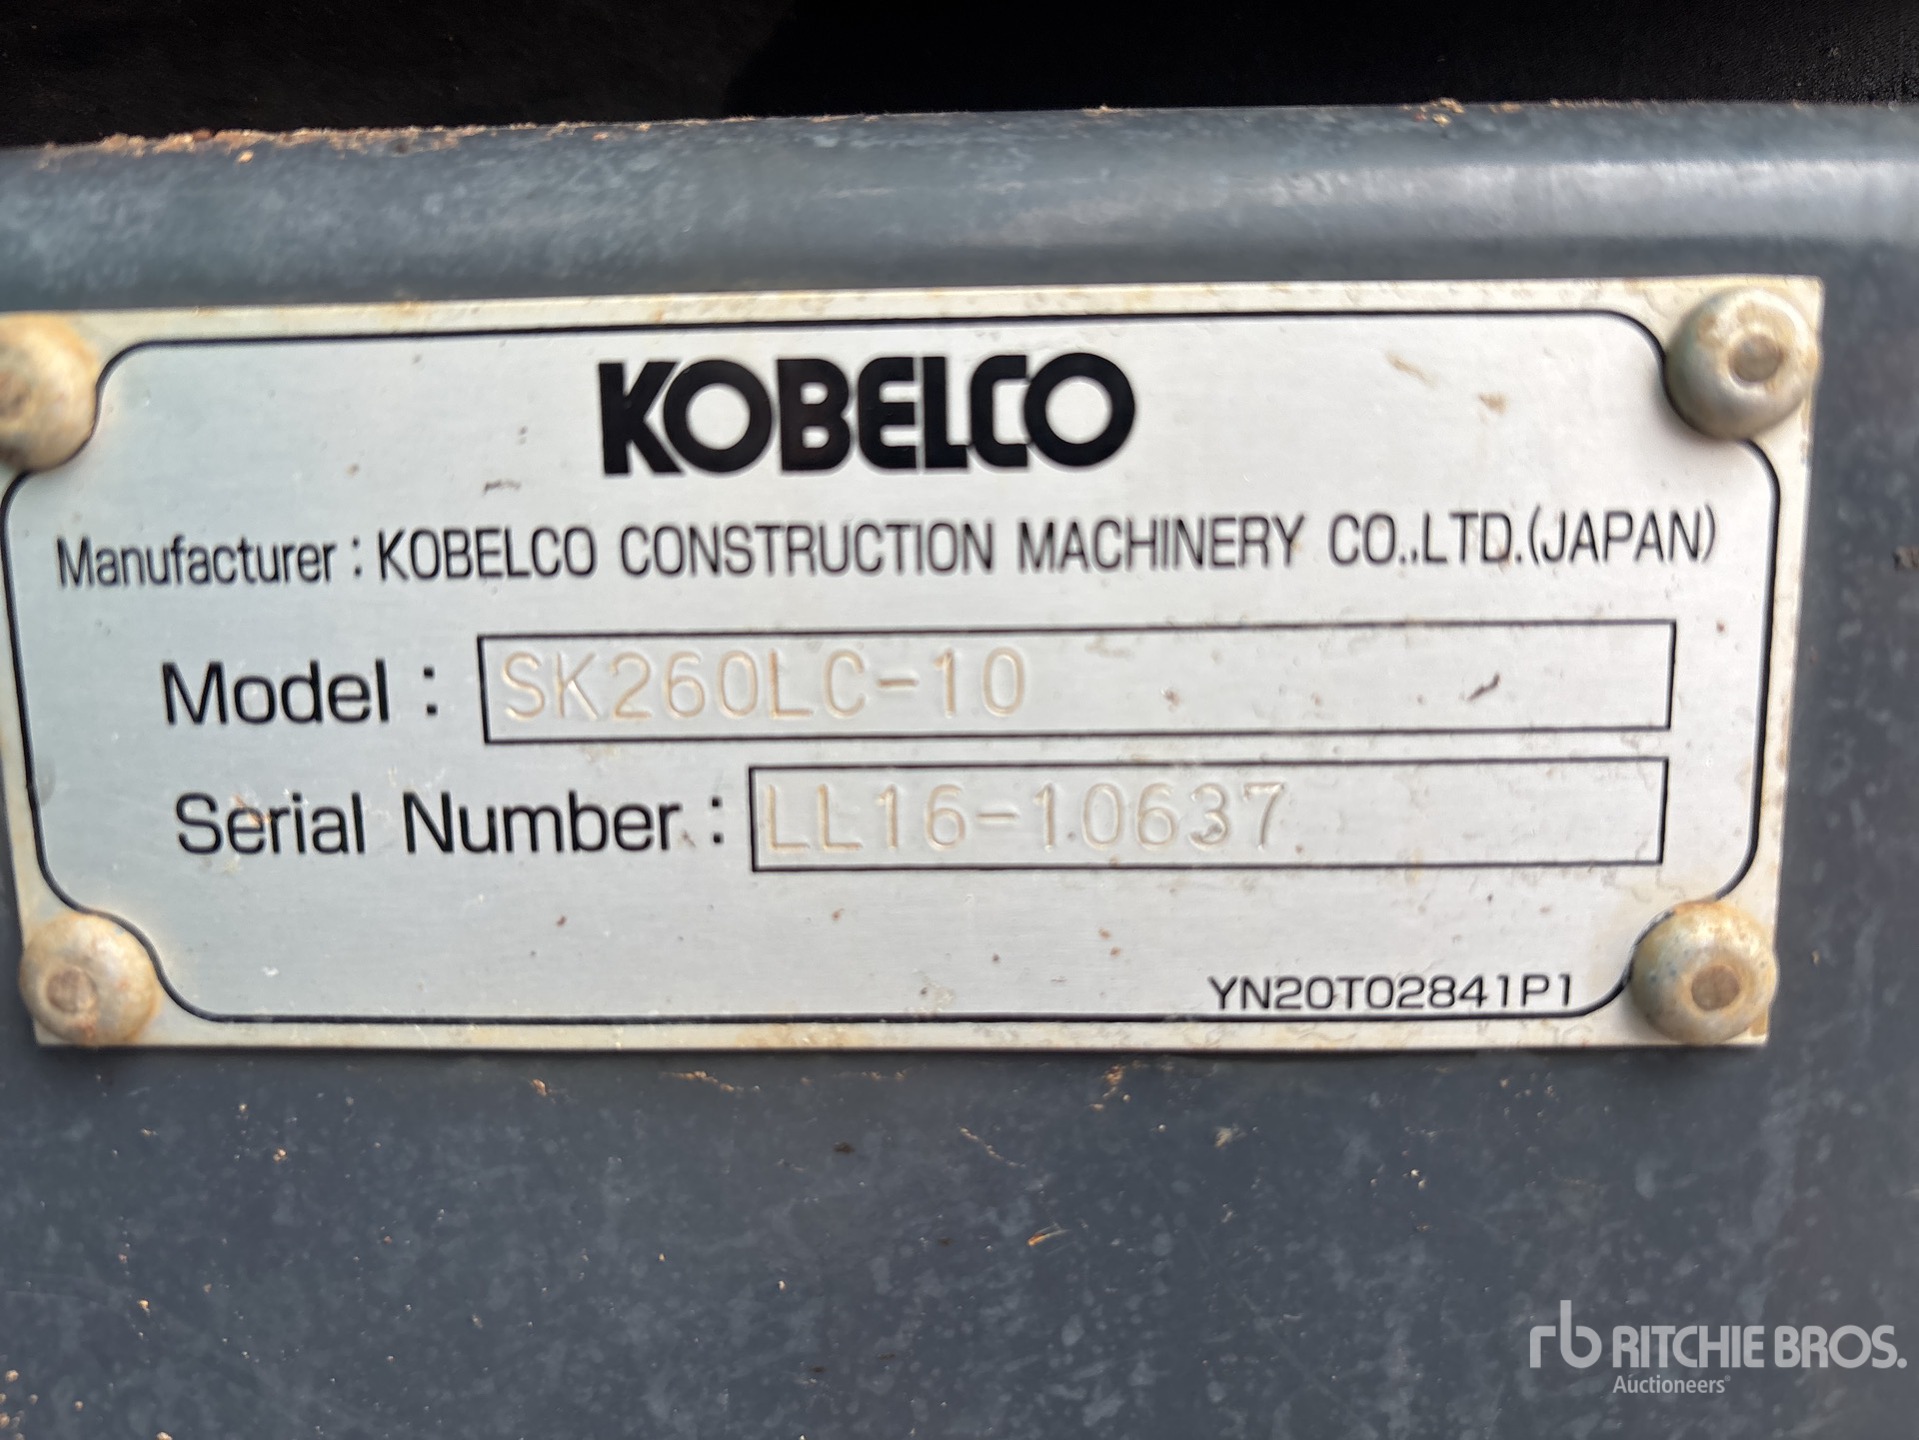 KOBELCO
Manufacturer : KOBELCO CONSTRUCTION MACHINERY CO.,LTD.(JAPAN)
Model : SK260LC-10
Serial Number : LL16-10637
YN20T02841P1
rb RITCHIE BROS.
Auctioneers®